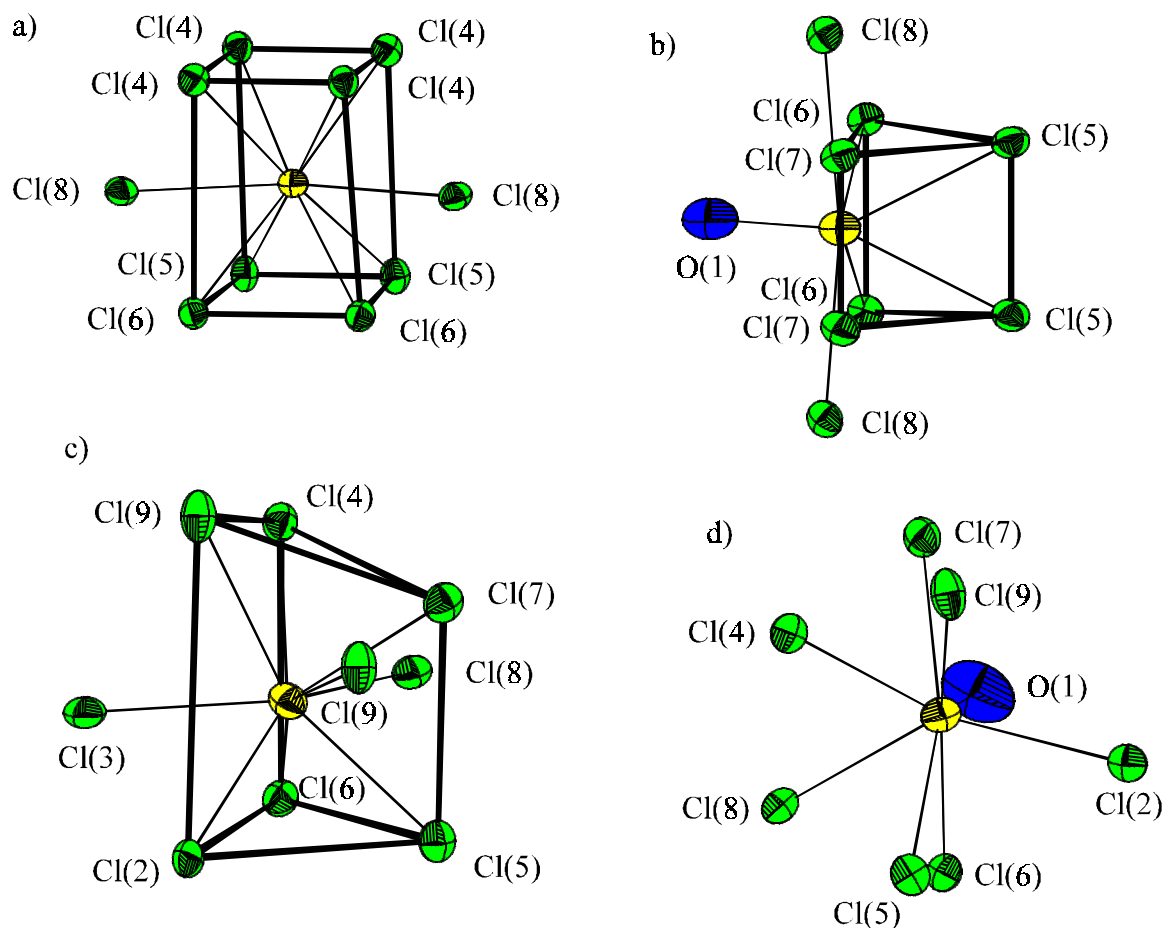 a)
Cl(4)
Cl(4)
Cl(4)
Cl(4)
Cl(8)
Cl(8)
Cl(5)
Cl(5)
Cl(6)
Cl(6)
b)
Cl(8)
Cl(6)
Cl(7)
Cl(5)
O(1)
Cl(6)
Cl(7)
Cl(5)
Cl(8)
c)
Cl(9)
Cl(4)
Cl(7)
Cl(8)
Cl(9)
Cl(3)
Cl(6)
Cl(2)
Cl(5)
d)
Cl(7)
Cl(9)
Cl(4)
O(1)
Cl(2)
Cl(8)
Cl(6)
Cl(5)